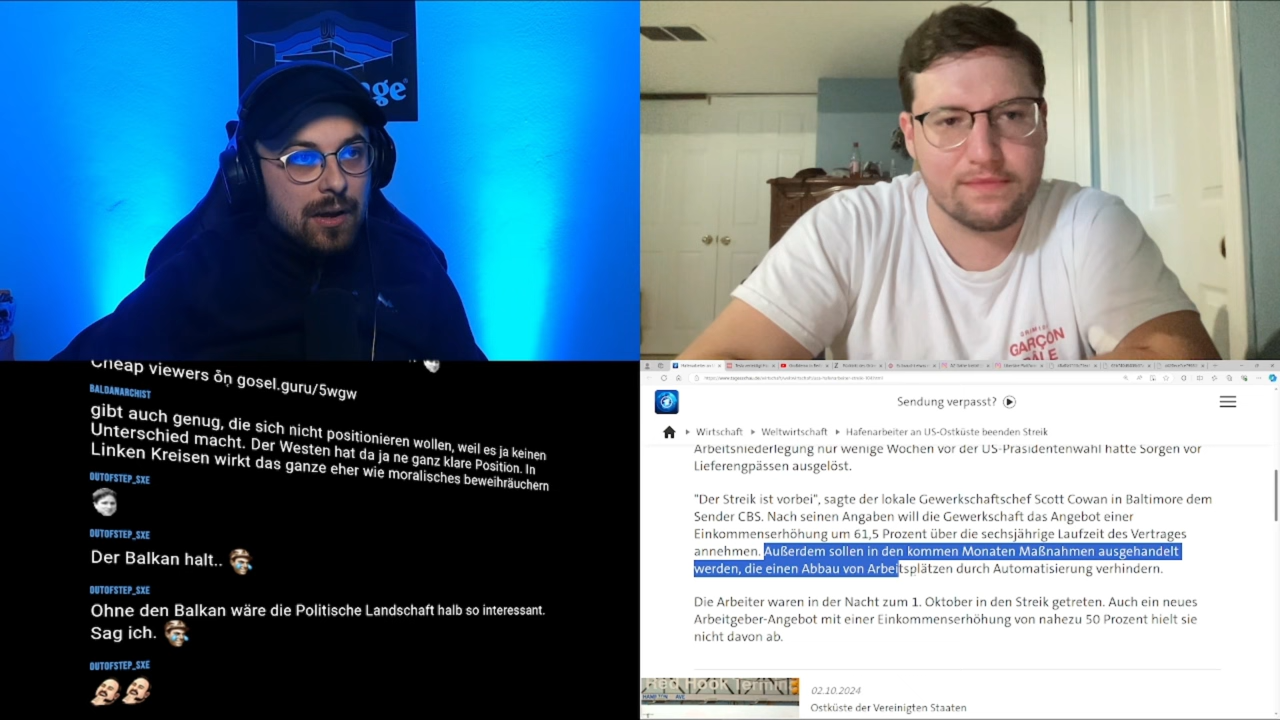 age®
GARÇON
Cheap viewers on gosel.guru/5wgw
BALDANARCHIST
gibt auch genug, die sich nicht positionieren wollen, weil es ja keinen
Unterschied macht. Der Westen hat da ja ne ganz klare Position. In
Linken Kreisen wirkt das ganze eher wie moralisches beweihräuchern
OUTOFSTEP_SXE
OUTOFSTEP_SXE
Der Balkan halt..
OUTOFSTEP_SXE
Ohne den Balkan wäre die Politische Landschaft halb so interessant.
Sag ich.
OUTOFSTEP_SXE
Sendung verpasst?
Wirtschaft
Weltwirtschaft
Hafenarbeiter an US-Ostküste beenden Streik
Arbeitsniederlegung nur wenige Wochen vor der US-Präsidentenwahl hatte Sorgen vor
Lieferengpässen ausgelöst.
"Der Streik ist vorbei", sagte der lokale Gewerkschaftschef Scott Cowan in Baltimore dem
Sender CBS. Nach seinen Angaben will die Gewerkschaft das Angebot einer
Einkommenserhöhung um 61,5 Prozent über die sechsjährige Laufzeit des Vertrages
annehmen. Außerdem sollen in den kommen Monaten Maßnahmen ausgehandelt
werden, die einen Abbau von Arbeitsplätzen durch Automatisierung verhindern.
Die Arbeiter waren in der Nacht zum 1. Oktober in den Streik getreten. Auch ein neues
Arbeitgeber-Angebot mit einer Einkommenserhöhung von nahezu 50 Prozent hielt sie
nicht davon ab.
Red Hook Termin
HAMILTON AVE
02.10.2024
Ostküste der Vereinigten Staaten